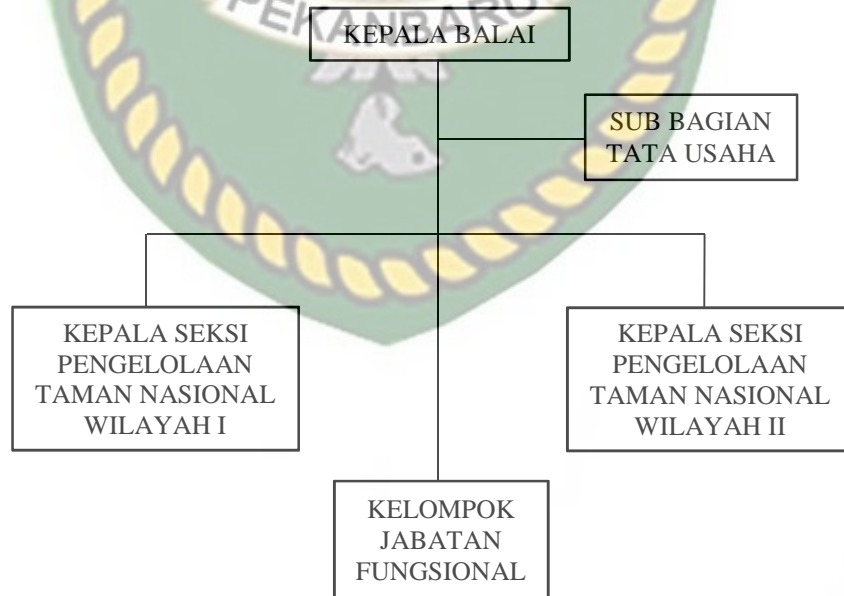 PEKANBARU
KEPALA BALAI
SUB BAGIAN
TATA USAHA
KEPALA SEKSI
PENGELOLAAN
TAMAN NASIONAL
WILAYAH I
KEPALA SEKSI
PENGELOLAAN
TAMAN NASIONAL
WILAYAH II
KELOMPOK
JABATAN
FUNGSIONAL